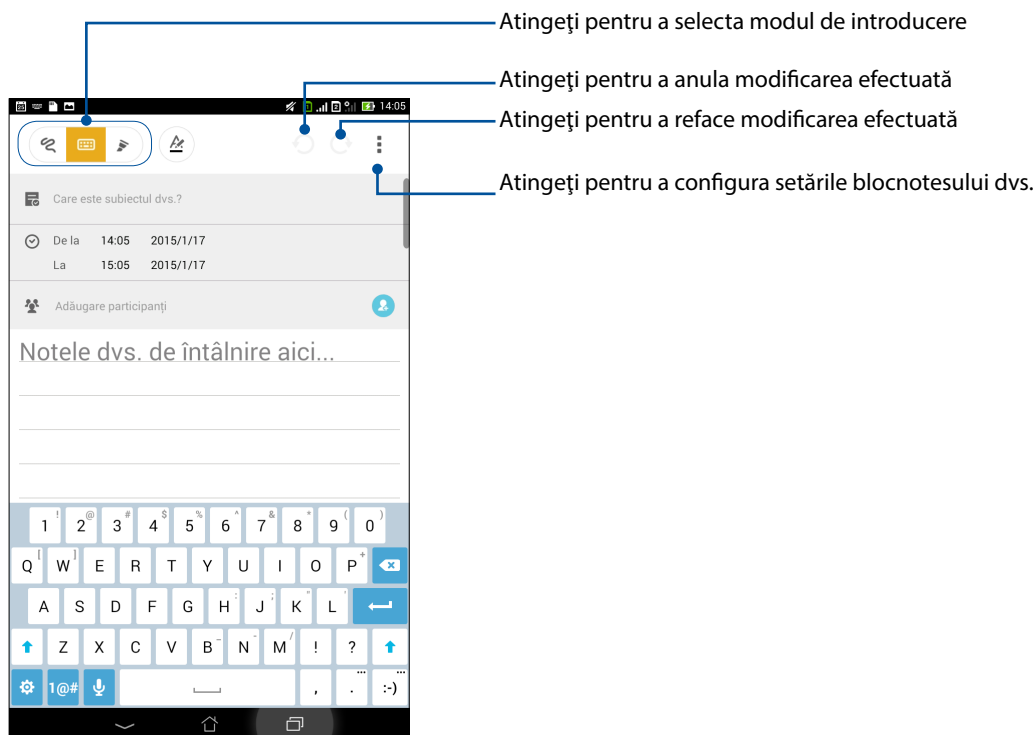 Atingeţi pentru a selecta modul de introducere
Atingeţi pentru a anula modificarea efectuată
Atingeţi pentru a reface modificarea efectuată
Atingeţi pentru a configura setările blocnotesului dvs.
14:05
Care este subiectul dvs.?
De la 14:05 2015/1/17
La 15:05 2015/1/17
Adăugare participanți
Notele dvs. de întâlnire aici...
1 ! 2 @ 3 # 4 $ 5 % 6 ^ 7 & 8 * 9 ( 0 )
Q [ W ] E R T Y U I O P +
A S D F G H : J ; K " L '
Z X C V B - N - M / ! ?
1@# , . ... :-) ...